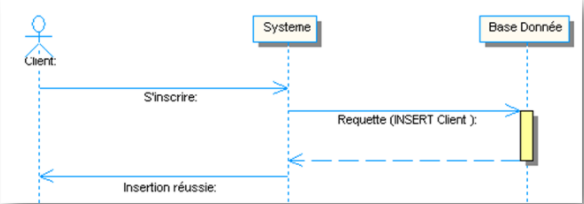 Systeme
Base Donnée
Client:
S'inscrire:
Requette (INSERT Client ):
Insertion réussie: